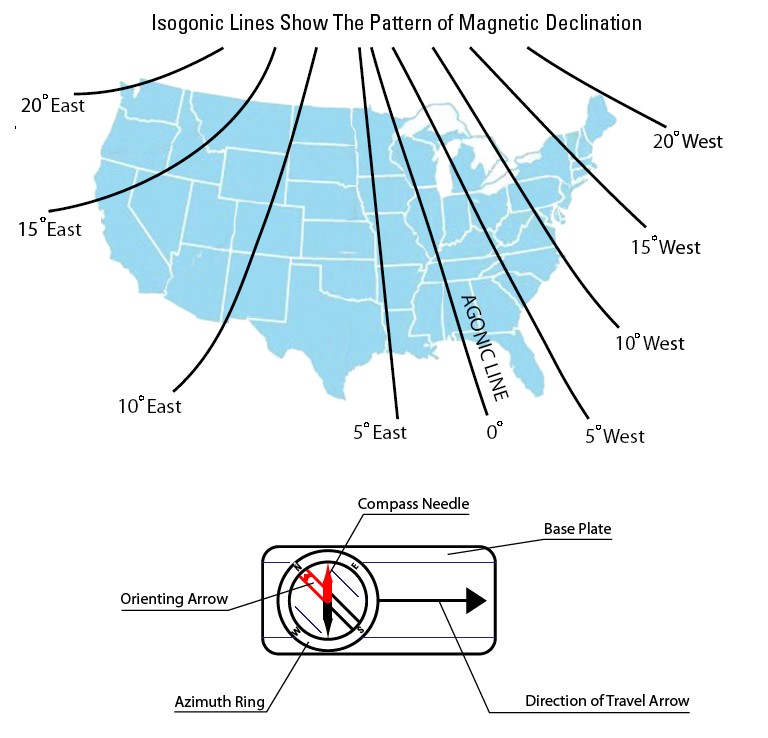 Isogonic Lines Show The Pattern of Magnetic Declination
20° East
20° West
15° East
15° West
10° West
AGONIC LINE
10° East
5° East
0°
5° West
Compass Needle
Base Plate
N
E
Orienting Arrow
W
S
Azimuth Ring
Direction of Travel Arrow